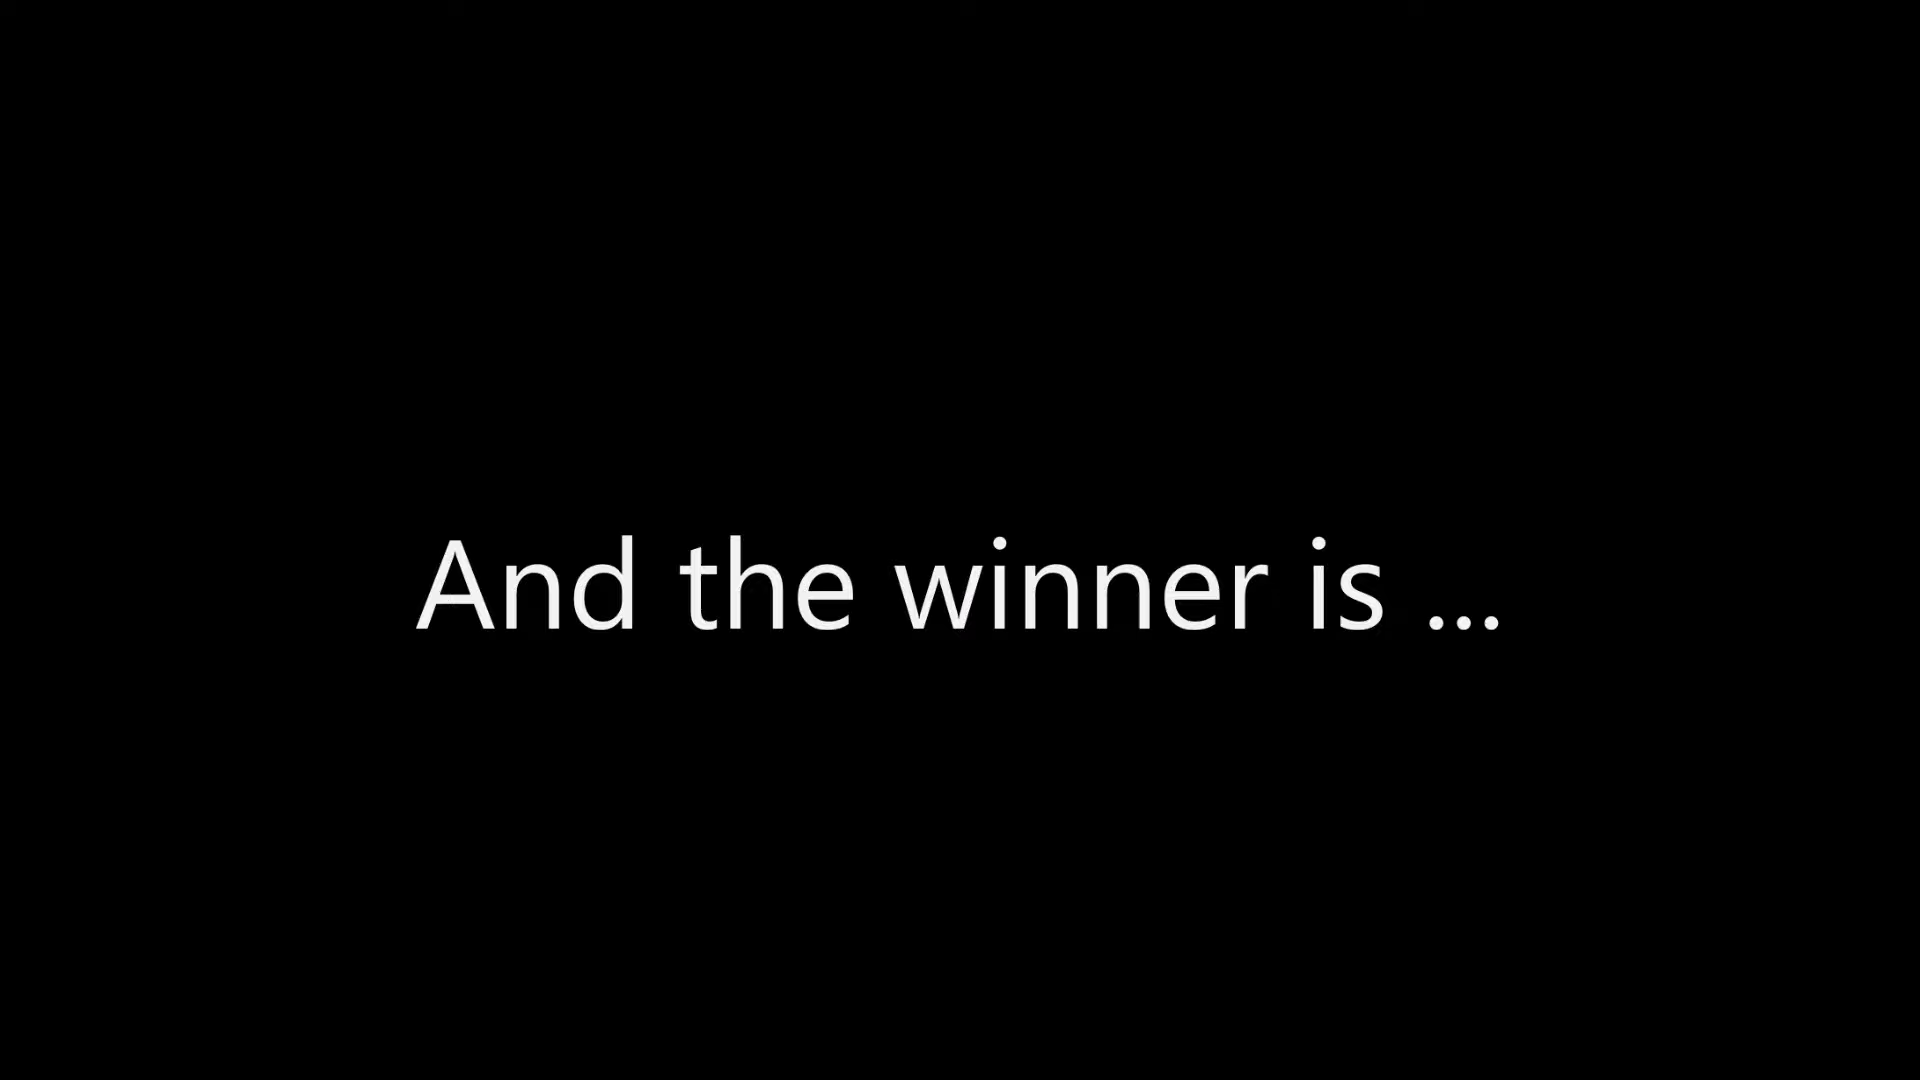 And the winner is ...